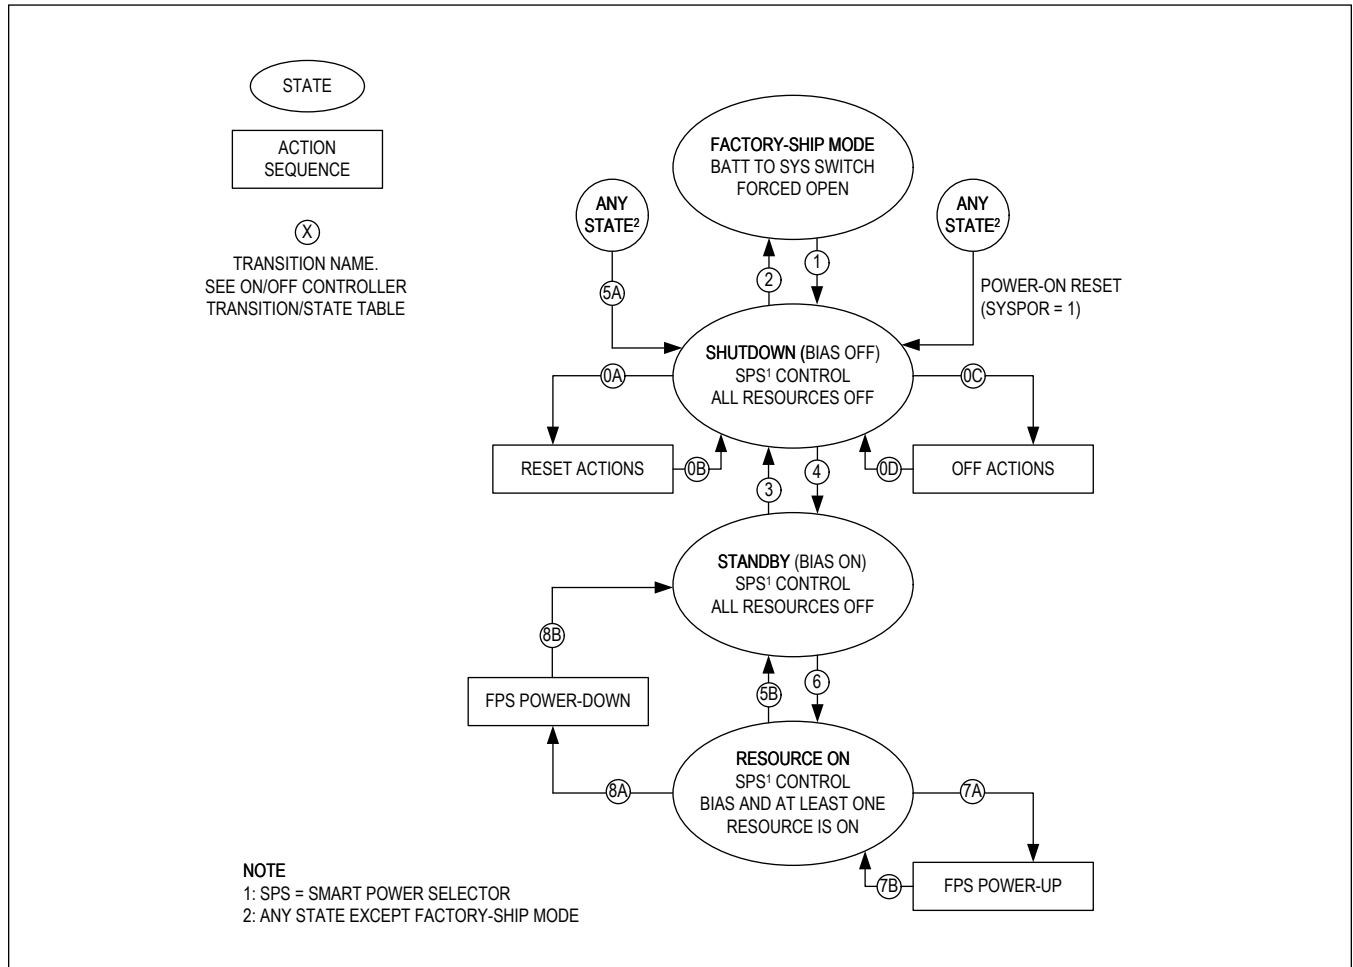 STATE
ACTION
SEQUENCE
X
TRANSITION NAME.
SEE ON/OFF CONTROLLER
TRANSITION/STATE TABLE
FACTORY-SHIP MODE
BATT TO SYS SWITCH
FORCED OPEN
ANY
STATE²
ANY
STATE²
2
1
5A
POWER-ON RESET
(SYSPOR = 1)
SHUTDOWN (BIAS OFF)
SPS¹ CONTROL
ALL RESOURCES OFF
0A
0C
RESET ACTIONS
0B
0D
OFF ACTIONS
3
4
STANDBY (BIAS ON)
SPS¹ CONTROL
ALL RESOURCES OFF
8B
FPS POWER-DOWN
5B
6
RESOURCE ON
SPS¹ CONTROL
BIAS AND AT LEAST ONE
RESOURCE IS ON
8A
7A
7B
FPS POWER-UP
NOTE
1: SPS = SMART POWER SELECTOR
2: ANY STATE EXCEPT FACTORY-SHIP MODE